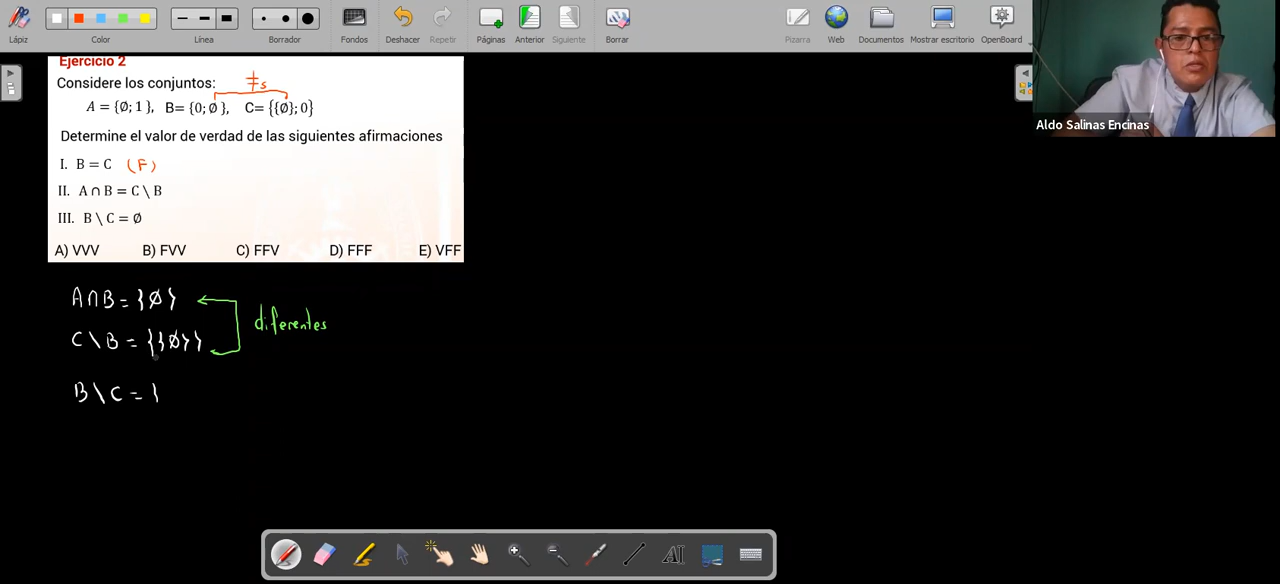 Lápiz Color Línea Borrador Fondos Deshacer Repetir Páginas Anterior Siguiente Borrar Pizarra Web Documentos Mostrar escritorio OpenBoard
Aldo Salinas Encinas
Ejercicio 2
Considere los conjuntos:
≠s
A = {∅; 1 }, B= {0; ∅ }, C= {{∅}; 0}
Determine el valor de verdad de las siguientes afirmaciones
I. B = C (F)
II. A ∩ B = C \ B
III. B \ C = ∅
A) VVV B) FVV C) FFV D) FFF E) VFF
A∩B = {∅}
diferentes
C \ B = {{∅}}
B \ C = {
AI